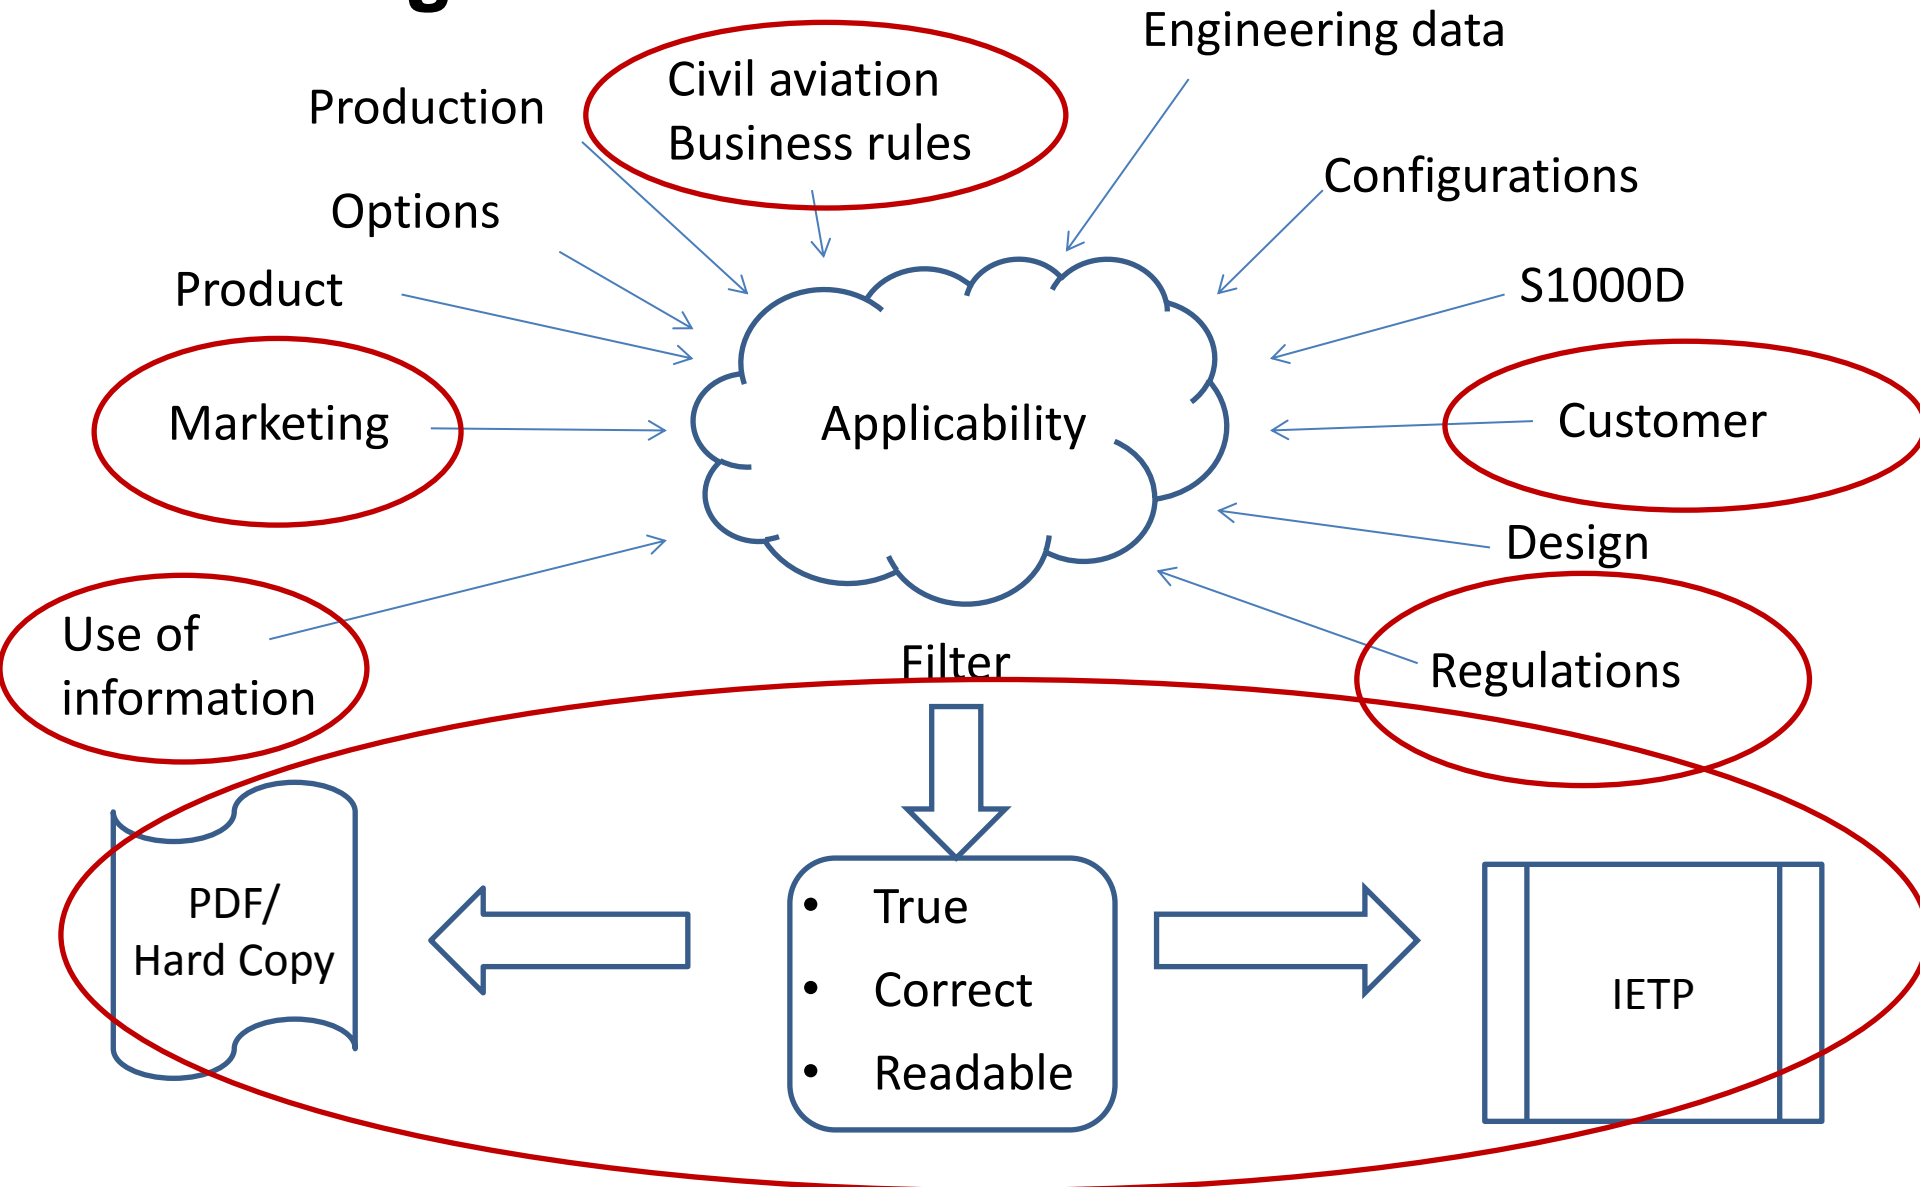 Engineering data
Civil aviation
Business rules
Production
Configurations
Options
Product
S1000D
Marketing
Applicability
Customer
Design
Use of
information
Filter
Regulations
PDF/
Hard Copy
• True
• Correct
• Readable
IETP